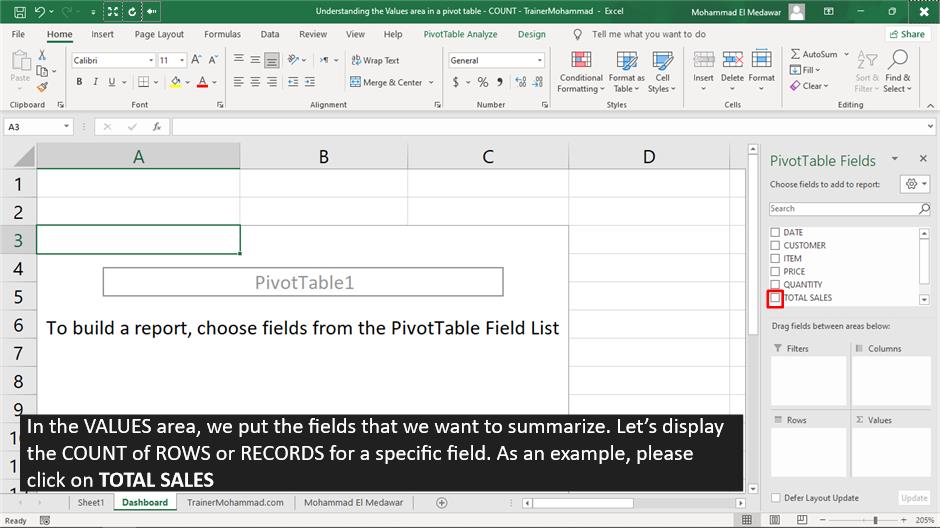 Understanding the Values area in a pivot table - COUNT - TrainerMohammad - Excel
Mohammad El Medawar
File Home Insert Page Layout Formulas Data Review View Help PivotTable Analyze Design Tell me what you want to do Share
Calibri 11 A A
Wrap Text
General
AutoSum
Paste
B I U
Merge & Center
$ % ,
Conditional Formatting
Format as Table
Cell Styles
Insert Delete Format
Fill
Clear
Sort & Filter
Find & Select
Clipboard Font Alignment Number Styles Cells Editing
A3
fx
A B C D
1
2
3
4
5
6
7
8
9
PivotTable1
To build a report, choose fields from the PivotTable Field List
In the VALUES area, we put the fields that we want to summarize. Let's display
the COUNT of ROWS or RECORDS for a specific field. As an example, please
click on TOTAL SALES
PivotTable Fields
Choose fields to add to report:
Search
DATE
CUSTOMER
ITEM
PRICE
QUANTITY
TOTAL SALES
Drag fields between areas below:
Filters Columns
Rows Σ Values
Defer Layout Update Update
Sheet1 Dashboard TrainerMohammad.com Mohammad El Medawar
Ready
205%